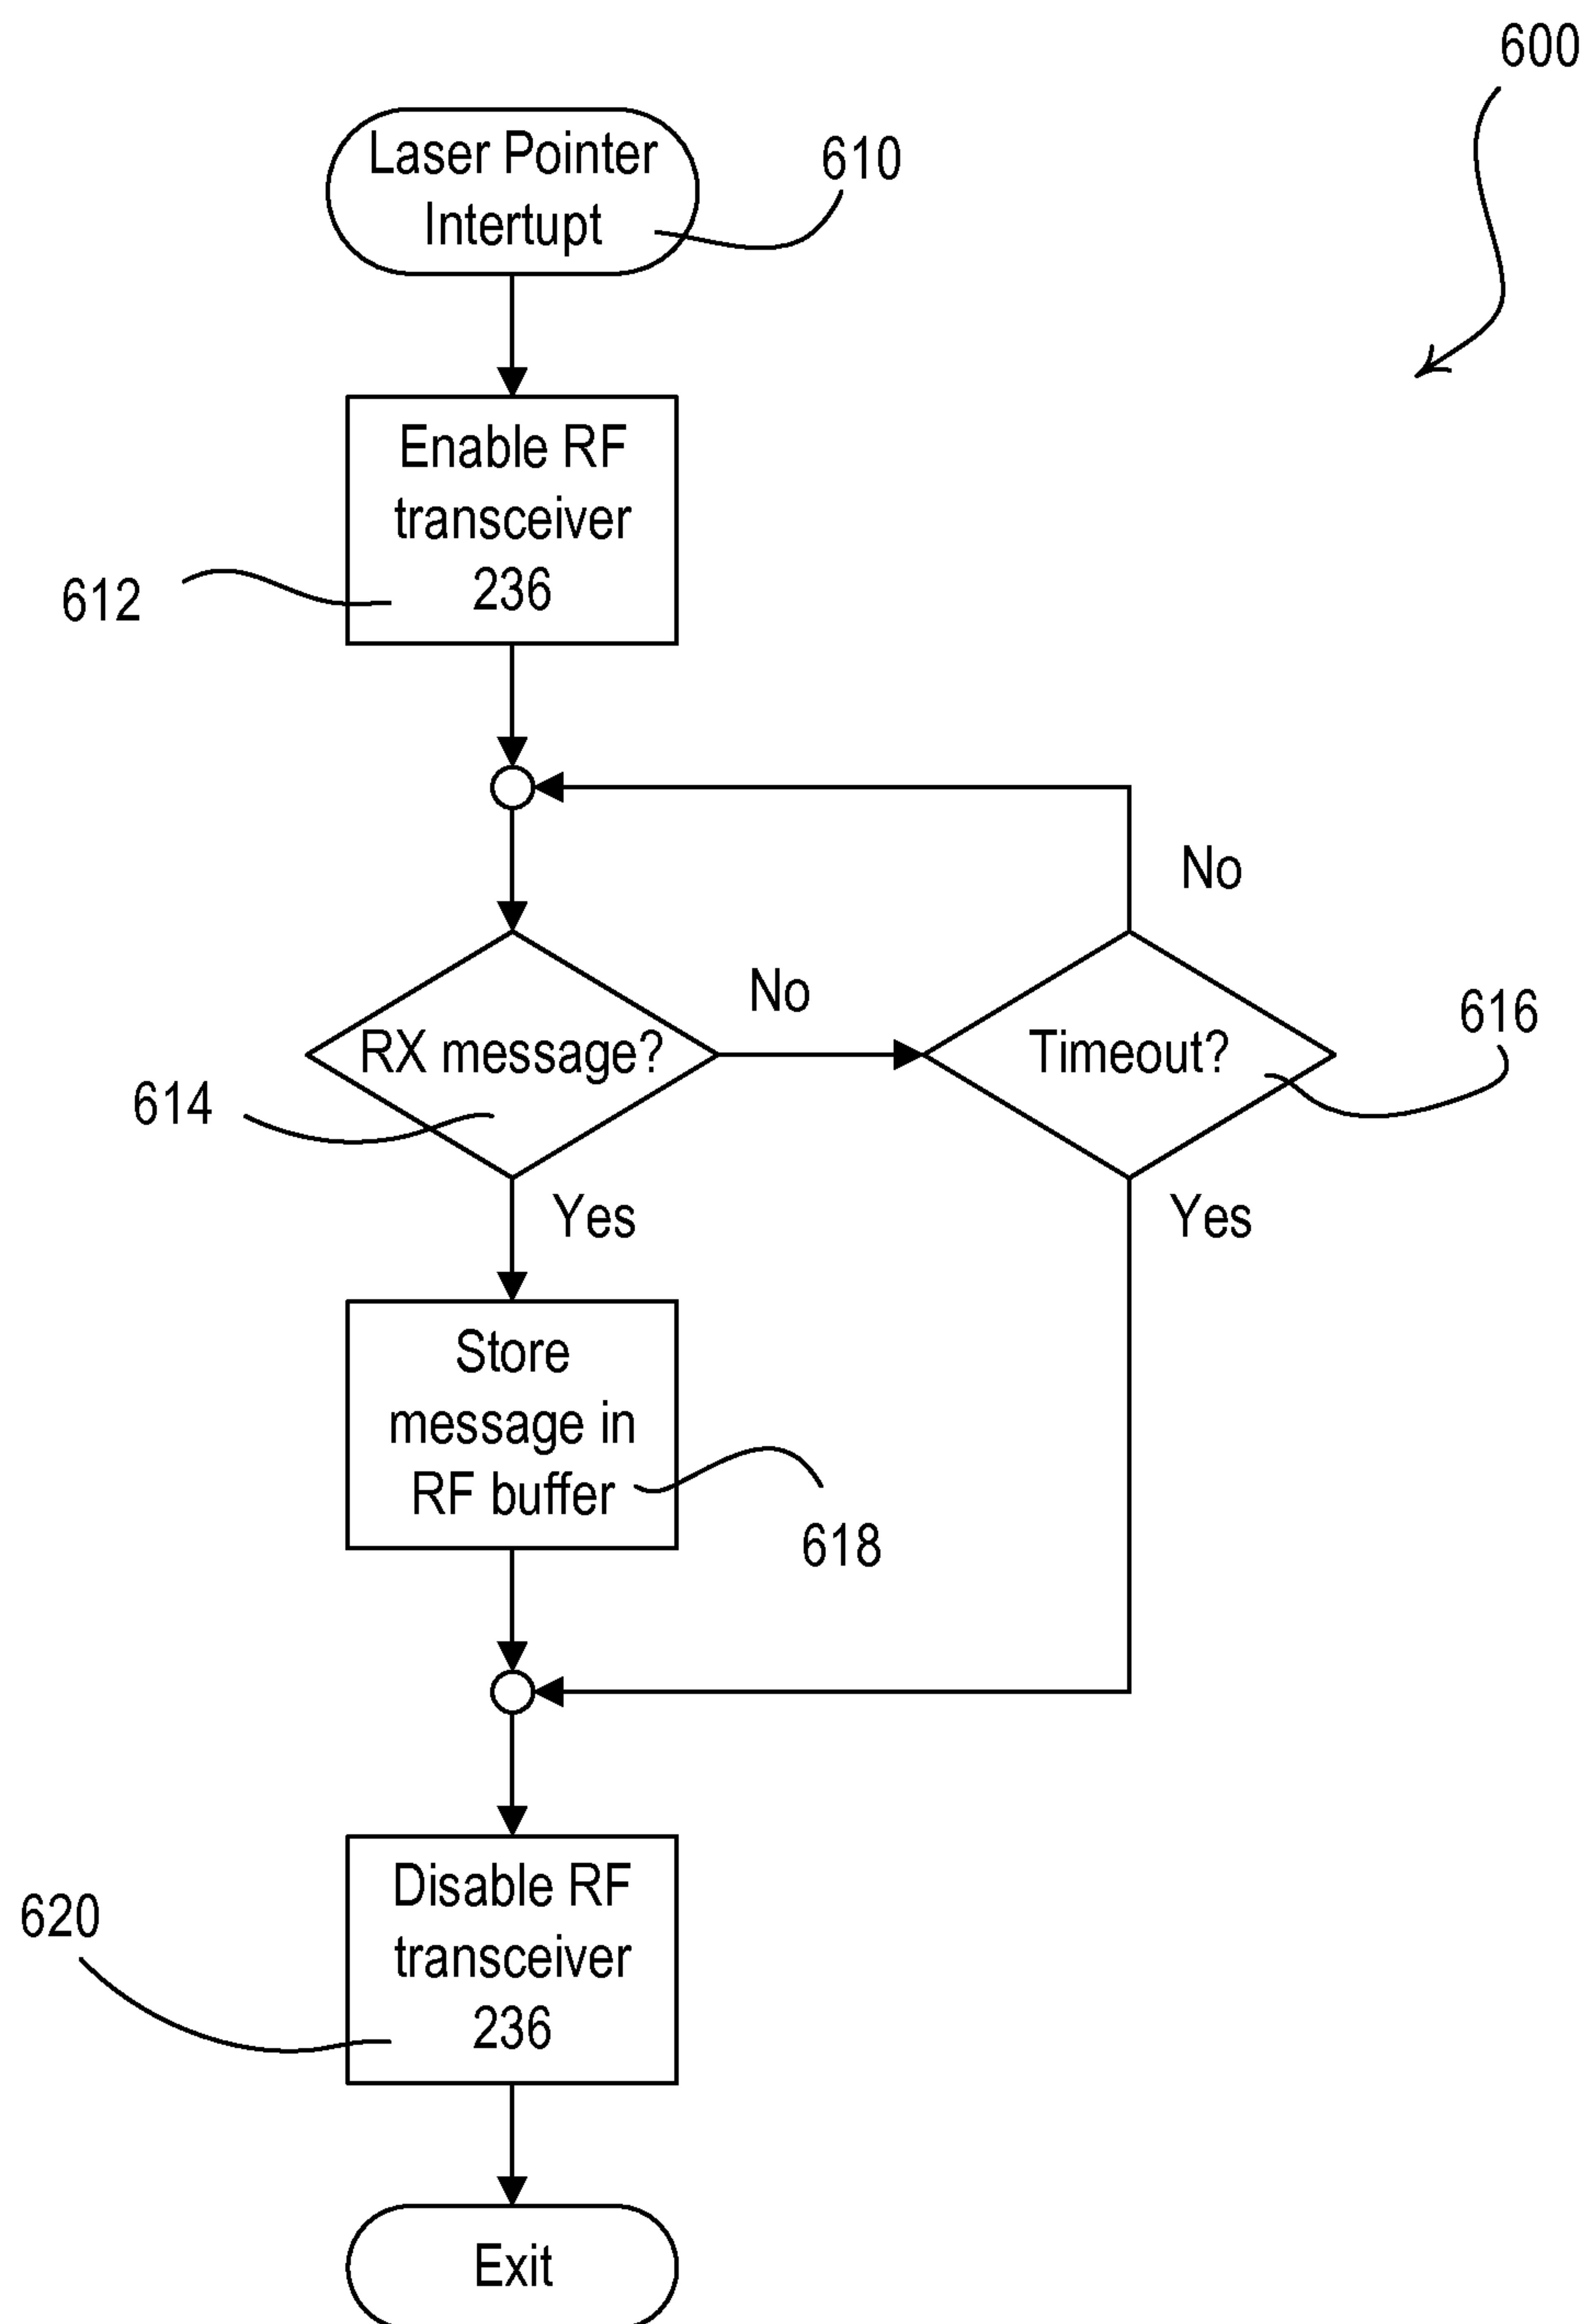 600
Laser Pointer
Intertupt
610
Enable RF
transceiver
236
612
No
RX message?
No
Timeout?
616
614
Yes
Yes
Store
message in
RF buffer
618
Disable RF
transceiver
236
620
Exit